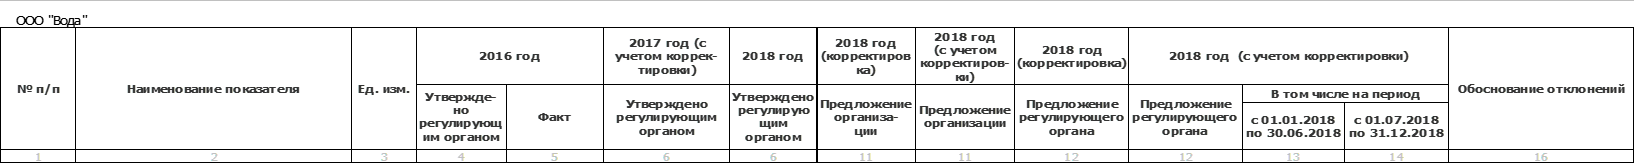 ООО "Вода"
№ п/п
Наименование показателя
Ед. изм.
2016 год
2017 год (с
учетом коррек-
тировки)
2018 год
2018 год
(корректиров
ка)
2018 год
(с учетом
корректиров-
ки)
2018 год
(корректировка)
2018 год (с учетом корректировки)
Обоснование отклонений
Утвержде-
но
регулирующ
им органом
Факт
Утверждено
регулирующим
органом
Утверждено
регулирую
щим
органом
Предложение
организа-
ции
Предложение
организации
Предложение
регулирующего
органа
Предложение
регулирующего
органа
В том числе на период
с 01.01.2018
по 30.06.2018
с 01.07.2018
по 31.12.2018
1 2 3 4 5 6 6 11 11 12 12 13 14 16